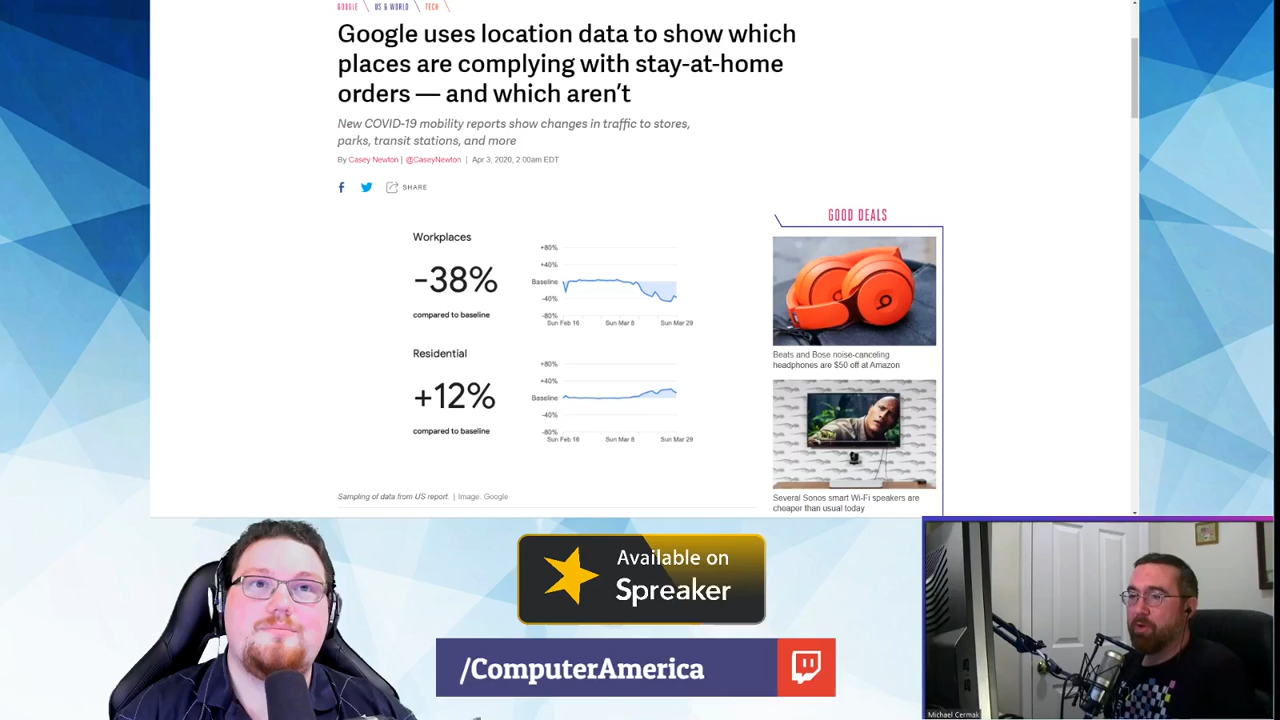 GOOGLE US & WORLD TECH
Google uses location data to show which
places are complying with stay-at-home
orders — and which aren't
New COVID-19 mobility reports show changes in traffic to stores,
parks, transit stations, and more
By Casey Newton | @CaseyNewton | Apr 3, 2020, 2:00am EDT
SHARE
GOOD DEALS
Workplaces
-38%
compared to baseline
+80%
+40%
Baseline
-40%
-80%
Sun Feb 16 Sun Mar 8 Sun Mar 29
Beats and Bose noise-canceling
headphones are $50 off at Amazon
Residential
+12%
compared to baseline
+80%
+40%
Baseline
-40%
-80%
Sun Feb 16 Sun Mar 8 Sun Mar 29
Several Sonos smart Wi-Fi speakers are
cheaper than usual today
Sampling of data from US report. | Image: Google
Available on
Spreaker
/ComputerAmerica
Michael Cermak